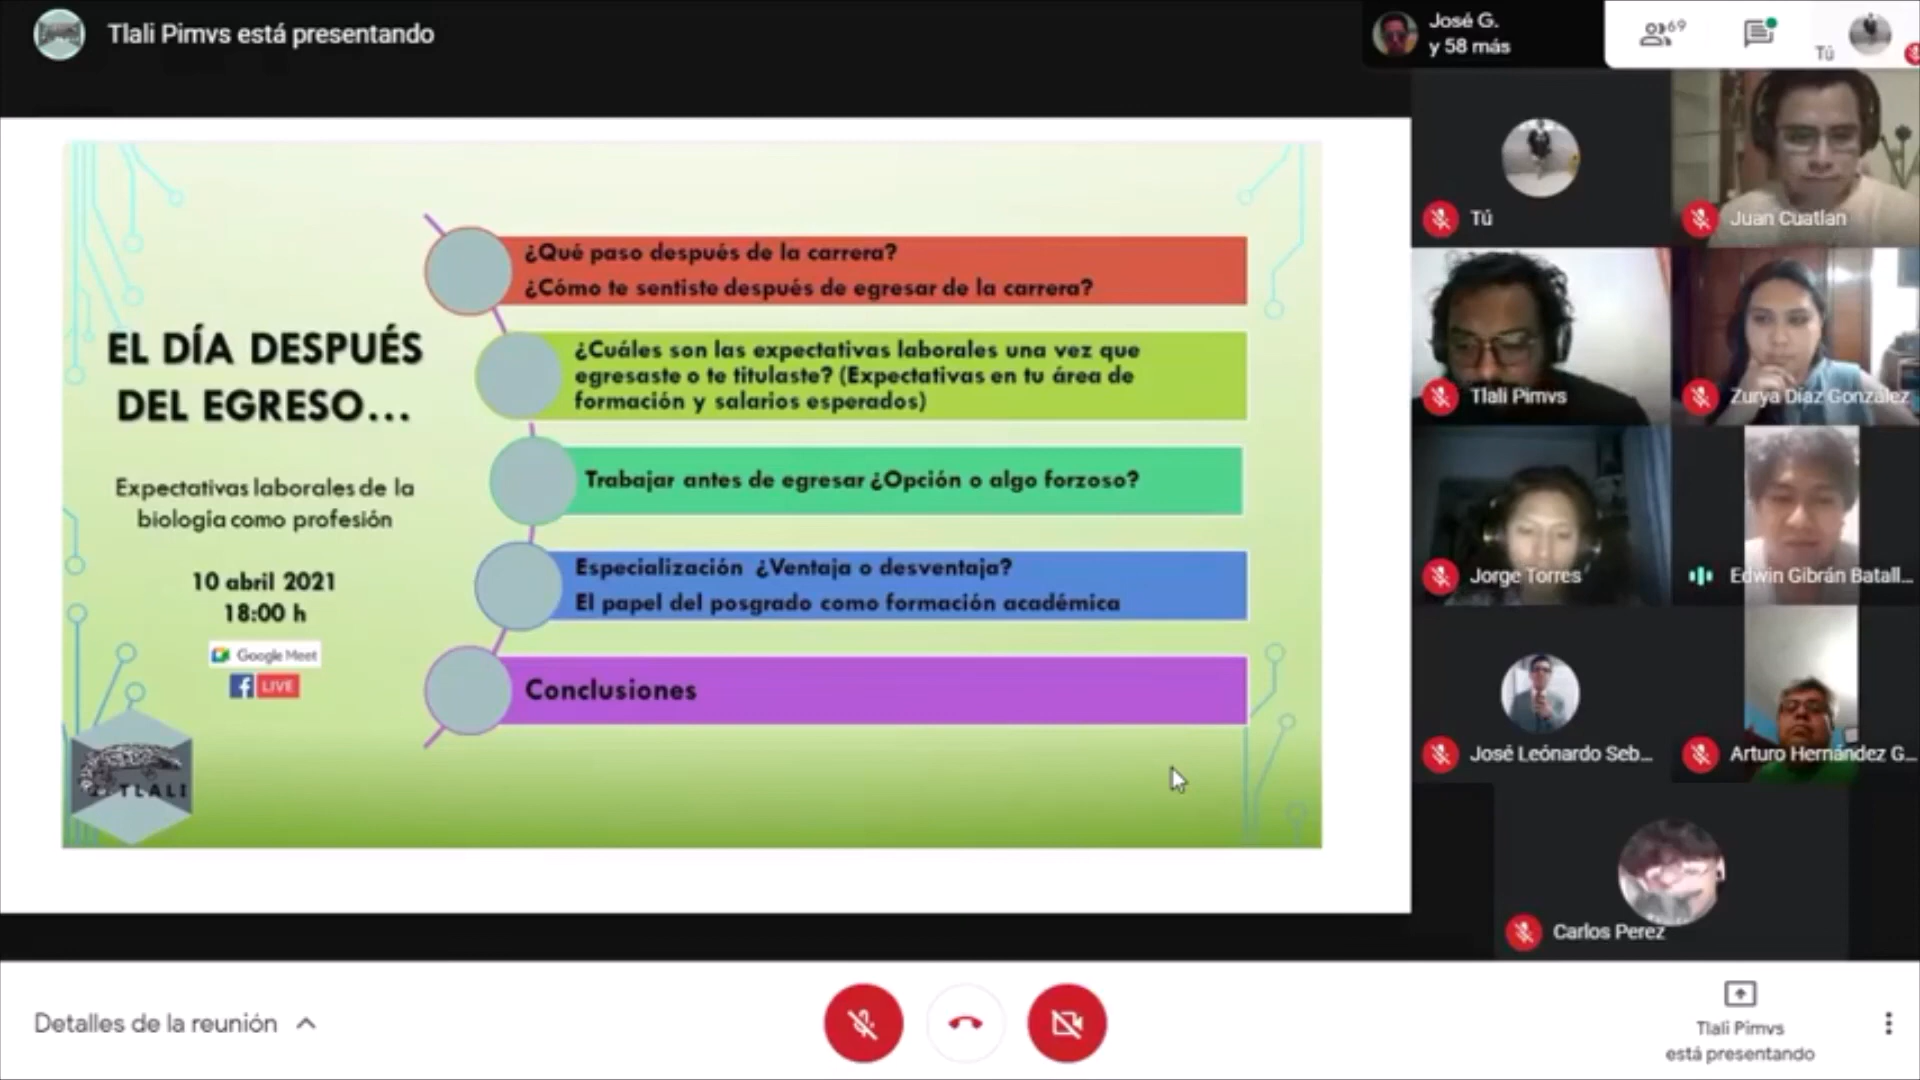 Tlali Pimvs está presentando
José G.
y 58 más
69
Tú
EL DÍA DESPUÉS
DEL EGRESO...
Expectativas laborales de la
biología como profesión
10 abril 2021
18:00 h
Google Meet
LIVE
TLALI
¿Qué paso después de la carrera?
¿Cómo te sentiste después de egresar de la carrera?
¿Cuáles son las expectativas laborales una vez que
egresaste o te titulaste? (Expectativas en tu área de
formación y salarios esperados)
Trabajar antes de egresar ¿Opción o algo forzoso?
Especialización ¿Ventaja o desventaja?
El papel del posgrado como formación académica
Conclusiones
Tú
Juan Cuatlan
Tlali Pimvs
Zurya Díaz González
Jorge Torres
Edwin Gibrán Batall...
José Leónardo Seb...
Arturo Hernández G...
Carlos Perez
Detalles de la reunión
Tlali Pimvs
está presentando